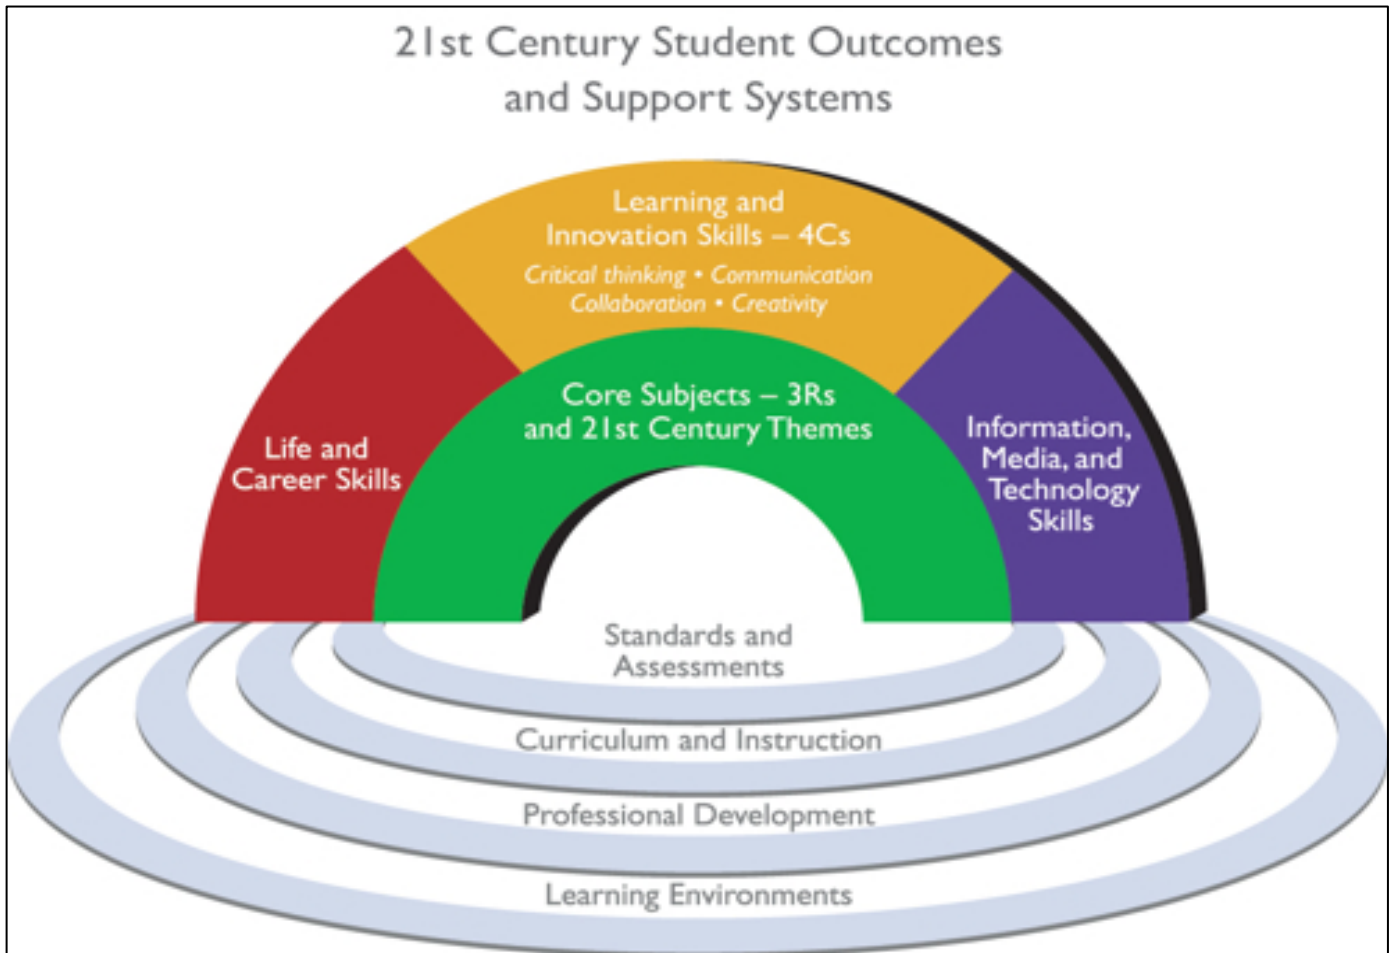 21st Century Student Outcomes
and Support Systems
Learning and
Innovation Skills – 4Cs
Critical thinking • Communication
Collaboration • Creativity
Core Subjects – 3Rs
and 21st Century Themes
Life and
Career Skills
Information,
Media, and
Technology
Skills
Standards and
Assessments
Curriculum and Instruction
Professional Development
Learning Environments